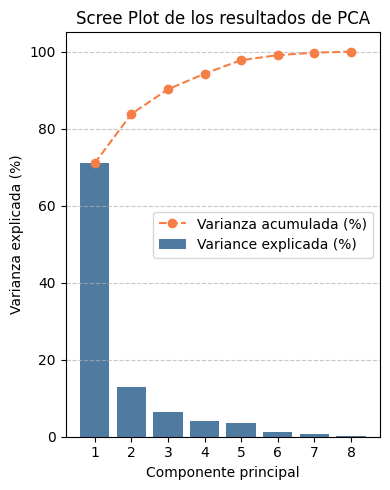 Scree Plot de los resultados de PCA
Varianza explicada (%)
100
80
60
40
20
0
Varianza acumulada (%)
Variance explicada (%)
1 2 3 4 5 6 7 8
Componente principal